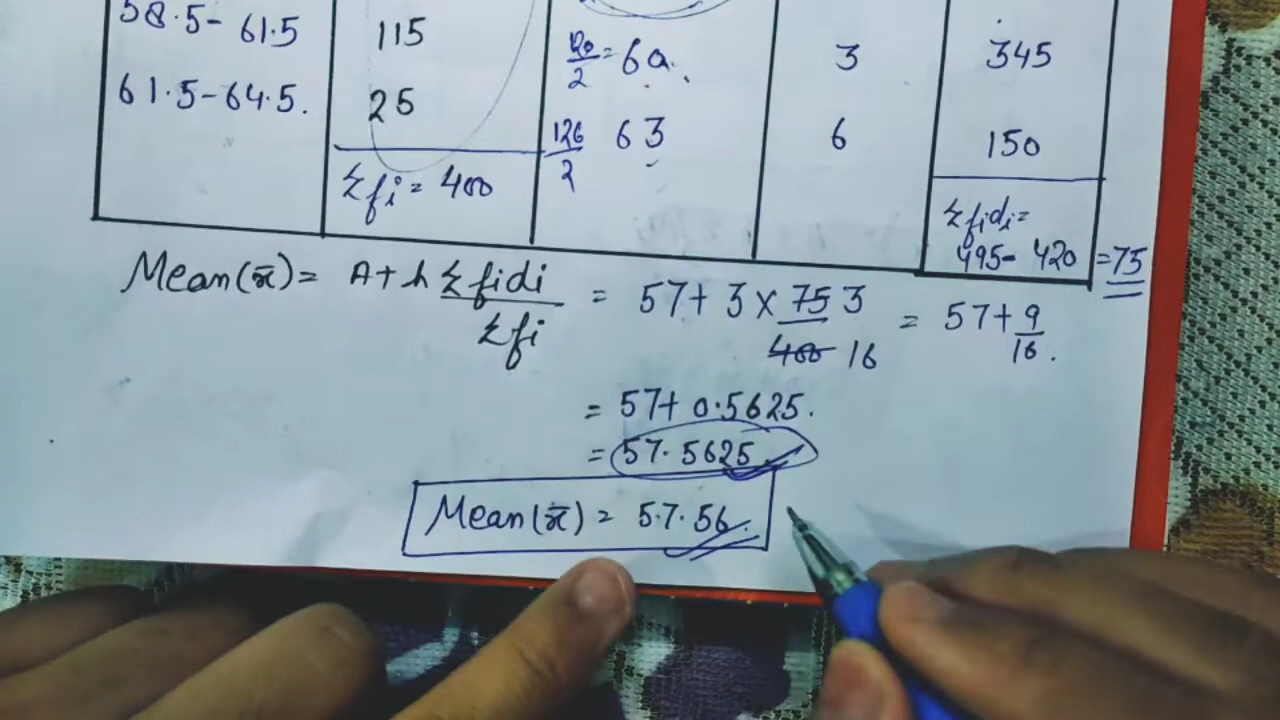 58.5- 61.5 115 120/2 = 60. 3 345
61.5-64.5. 25 126/2 63 6 150
Σfi = 400 Σfidi=
495- 420 =75
Mean(x̄)= A+h Σfidi/Σfi = 57+ 3 × 75 3/400 16 = 57+ 9/16.
= 57+ 0.5625.
= 57.5625
Mean(x̄) = 5.7.56.